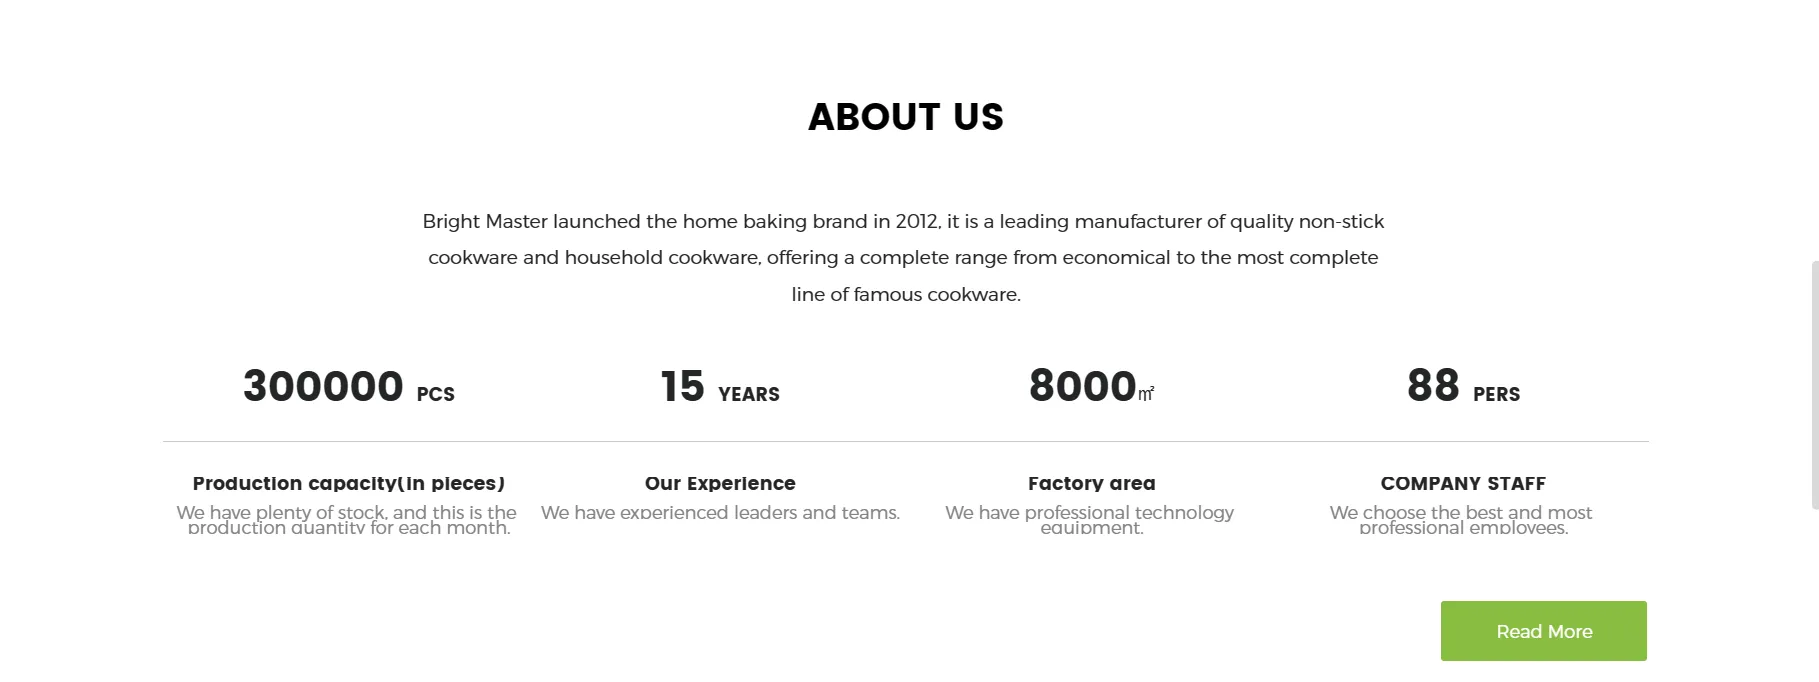 ABOUT US
Bright Master launched the home baking brand in 2012, it is a leading manufacturer of quality non-stick
cookware and household cookware, offering a complete range from economical to the most complete
line of famous cookware.
300000 PCS
15 YEARS
8000㎡
88 PERS
Production capacity(in pieces)
We have plenty of stock, and this is the
production quantity for each month.
Our Experience
We have experienced leaders and teams.
Factory area
We have professional technology
equipment.
COMPANY STAFF
We choose the best and most
professional employees.
Read More